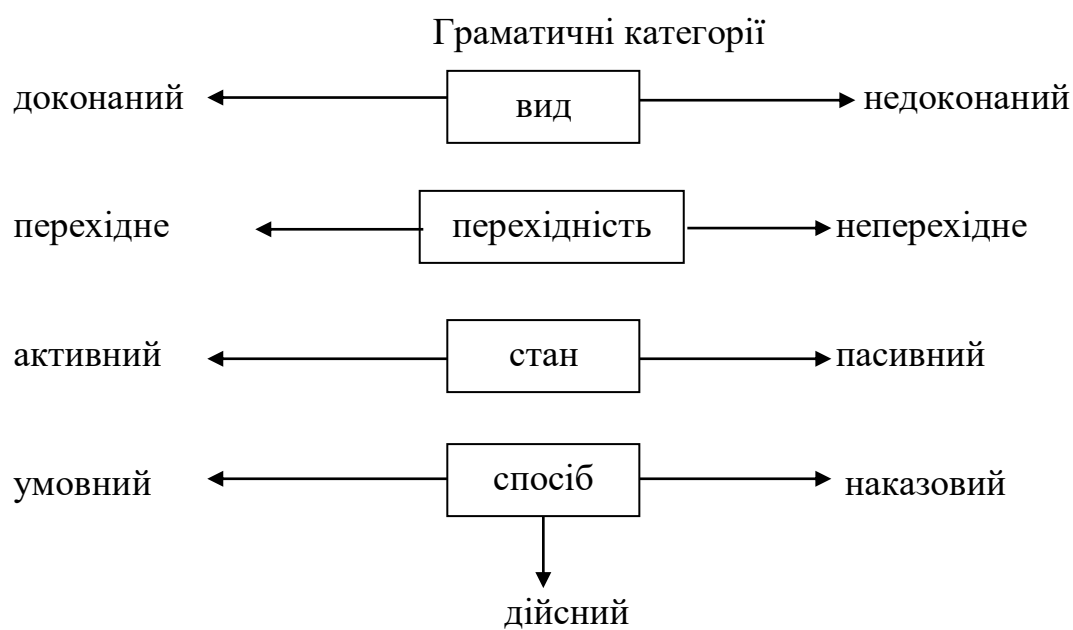 Граматичні категорії
доконаний вид недоконаний
перехідне перехідність неперехідне
активний стан пасивний
умовний спосіб наказовий
дійсний